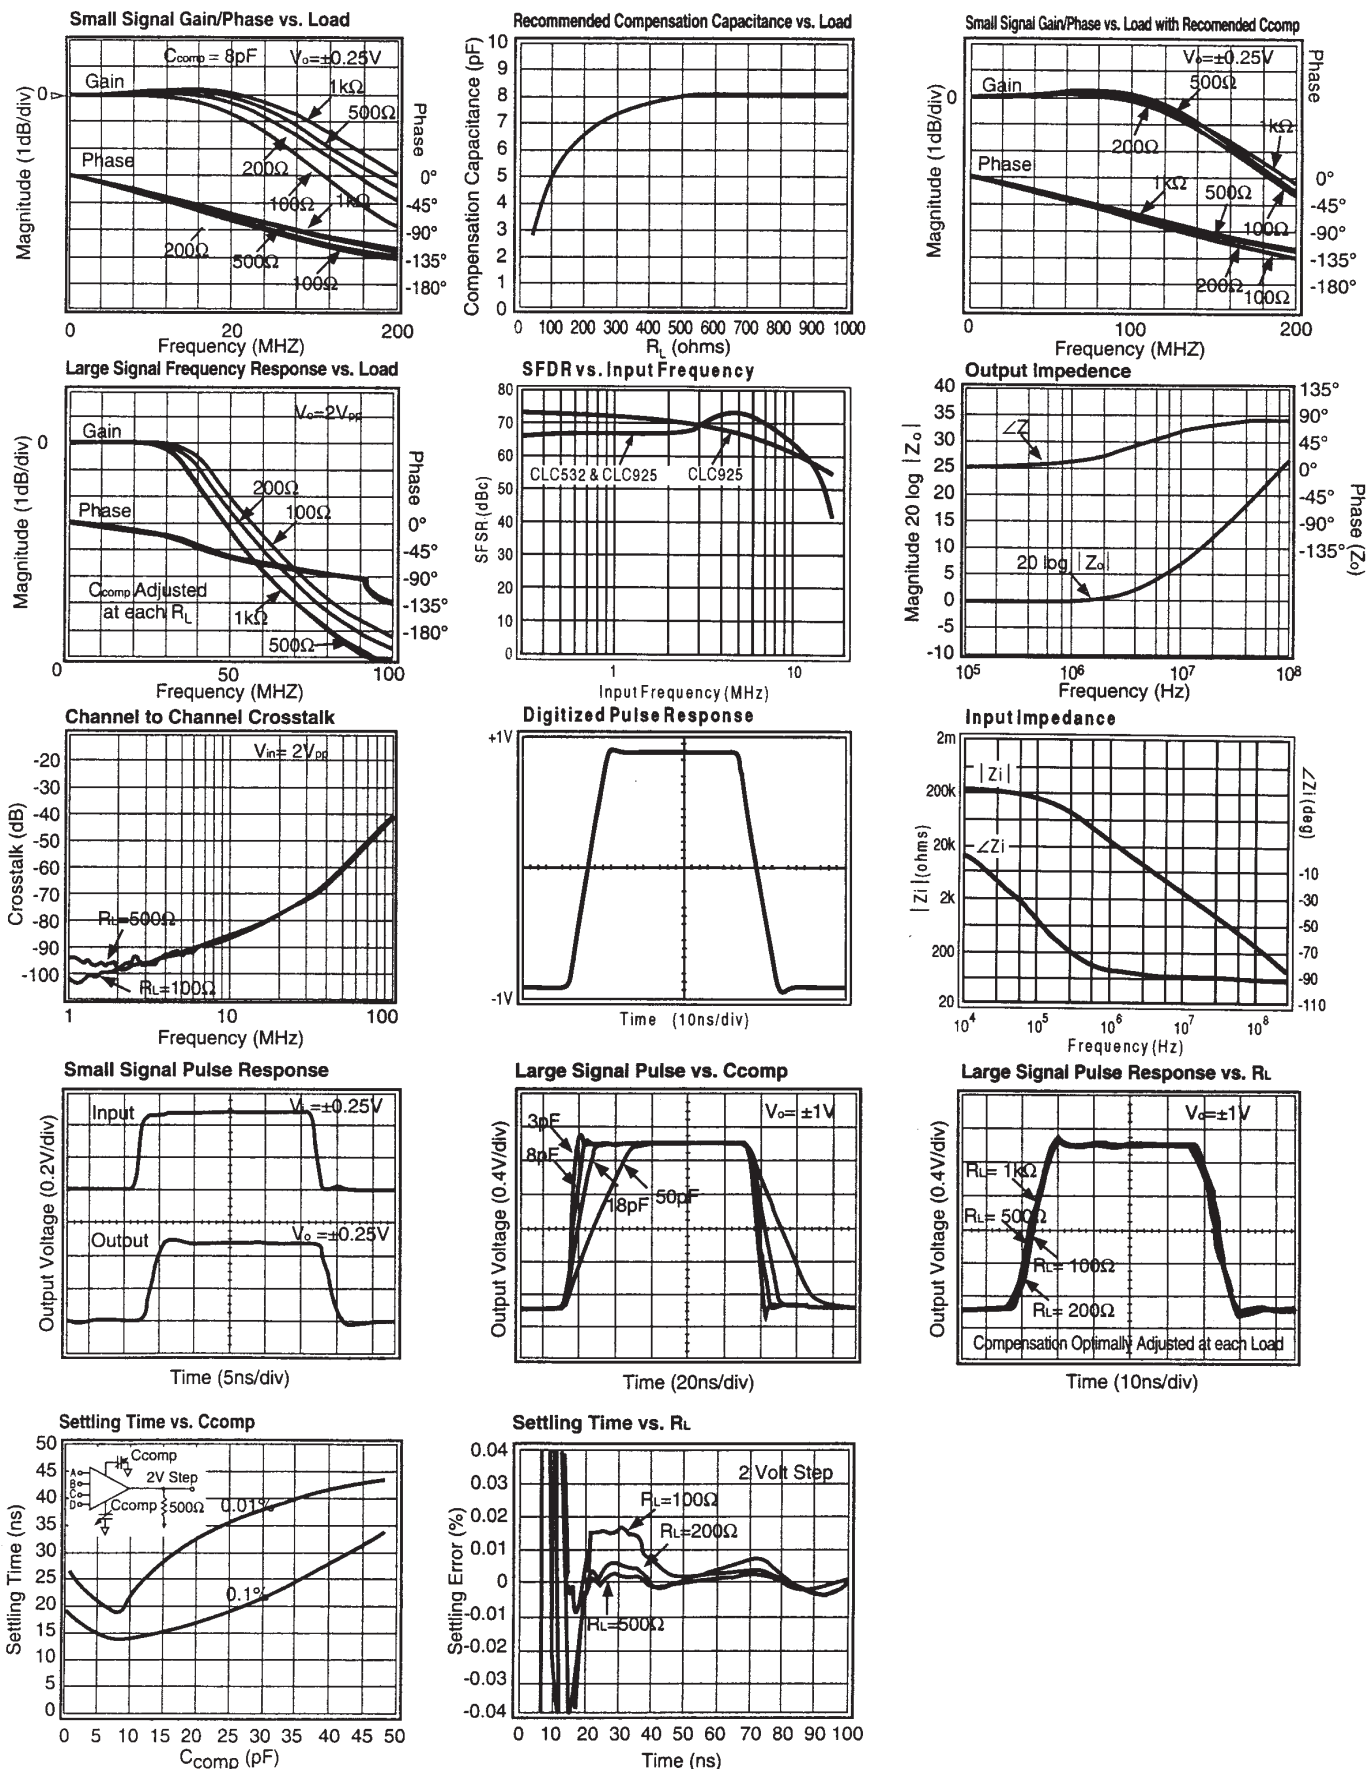 Small Signal Gain/Phase vs. Load
Ccomp = 8pF
Vo=±0.25V
Gain
0
1kΩ
500Ω
Phase
200Ω
100Ω
1kΩ
200Ω
500Ω
100Ω
Magnitude (1dB/div)
Phase
0°
-45°
-90°
-135°
-180°
0 20 200
Frequency (MHZ)
Recommended Compensation Capacitance vs. Load
Compensation Capacitance (pF)
10
9
8
7
6
5
4
3
2
1
0
0 100 200 300 400 500 600 700 800 900 1000
RL (ohms)
Small Signal Gain/Phase vs. Load with Recomended Ccomp
Vo=±0.25V
Gain
0
500Ω
200Ω
1kΩ
Phase
1kΩ
500Ω
100Ω
200Ω
100Ω
Magnitude (1dB/div)
Phase
0°
-45°
-90°
-135°
-180°
0 100 200
Frequency (MHZ)
Large Signal Frequency Response vs. Load
Vo=2Vpp
Gain
0
200Ω
100Ω
Phase
Ccomp Adjusted
at each RL
1kΩ
500Ω
Magnitude (1dB/div)
Phase
0°
-45°
-90°
-135°
-180°
0 50 100
Frequency (MHZ)
SFDR vs. Input Frequency
SFSR (dBc)
80
70
60
50
40
30
20
10
0
CLC532 & CLC925
CLC925
1 10
Input Frequency (MHz)
Output Impedence
Magnitude 20 log |Zo|
40
35
30
25
20
15
10
5
0
-5
-10
∠Z
20 log |Zo|
135°
90°
45°
0°
-45°
-90°
-135°
Phase (Zo)
10⁵ 10⁶ 10⁷ 10⁸
Frequency (Hz)
Channel to Channel Crosstalk
Vin= 2Vpp
Crosstalk (dB)
-20
-30
-40
-50
-60
-70
-80
-90
-100
RL=500Ω
RL=100Ω
1 10 100
Frequency (MHZ)
Digitized Pulse Response
+1V
-1V
Time (10ns/div)
Input Impedance
|Zi| (ohms)
2m
200k
20k
2k
200
20
|Zi|
∠Zi
∠Zi (deg)
-10
-30
-50
-70
-90
-110
10⁴ 10⁵ 10⁶ 10⁷ 10⁸
Frequency (Hz)
Small Signal Pulse Response
Input
Vi=±0.25V
Output
Vo=±0.25V
Output Voltage (0.2V/div)
Time (5ns/div)
Large Signal Pulse vs. Ccomp
Vo= ±1V
3pF
8pF
18pF
50pF
Output Voltage (0.4V/div)
Time (20ns/div)
Large Signal Pulse Response vs. RL
Vo=±1V
RL= 1kΩ
RL= 500Ω
RL= 100Ω
RL= 200Ω
Compensation Optimally Adjusted at each Load
Output Voltage (0.4V/div)
Time (10ns/div)
Settling Time vs. Ccomp
Settling Time (ns)
50
45
40
35
30
25
20
15
10
5
0
Ccomp
A
B
C
D
2V Step
Ccomp
500Ω
0.01%
0.1%
0 5 10 15 20 25 30 35 40 45 50
Ccomp (pF)
Settling Time vs. RL
2 Volt Step
Settling Error (%)
0.04
0.03
0.02
0.01
0
-0.01
-0.02
-0.03
-0.04
RL=100Ω
RL=200Ω
RL=500Ω
0 10 20 30 40 50 60 70 80 90 100
Time (ns)